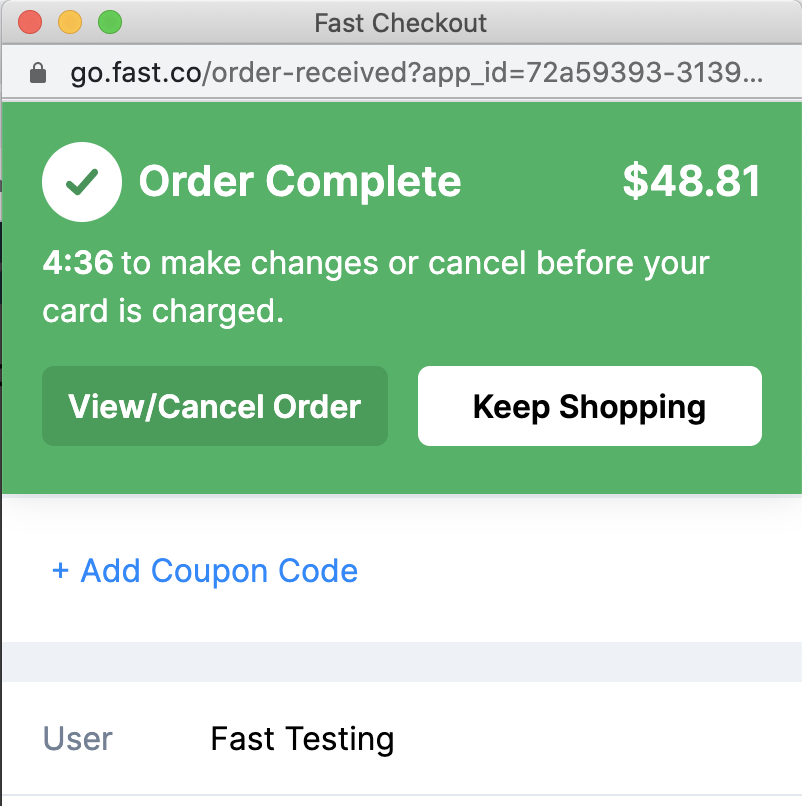 Fast Checkout
go.fast.co/order-received?app_id=72a59393-3139...
Order Complete $48.81
4:36 to make changes or cancel before your
card is charged.
View/Cancel Order Keep Shopping
+ Add Coupon Code
User Fast Testing